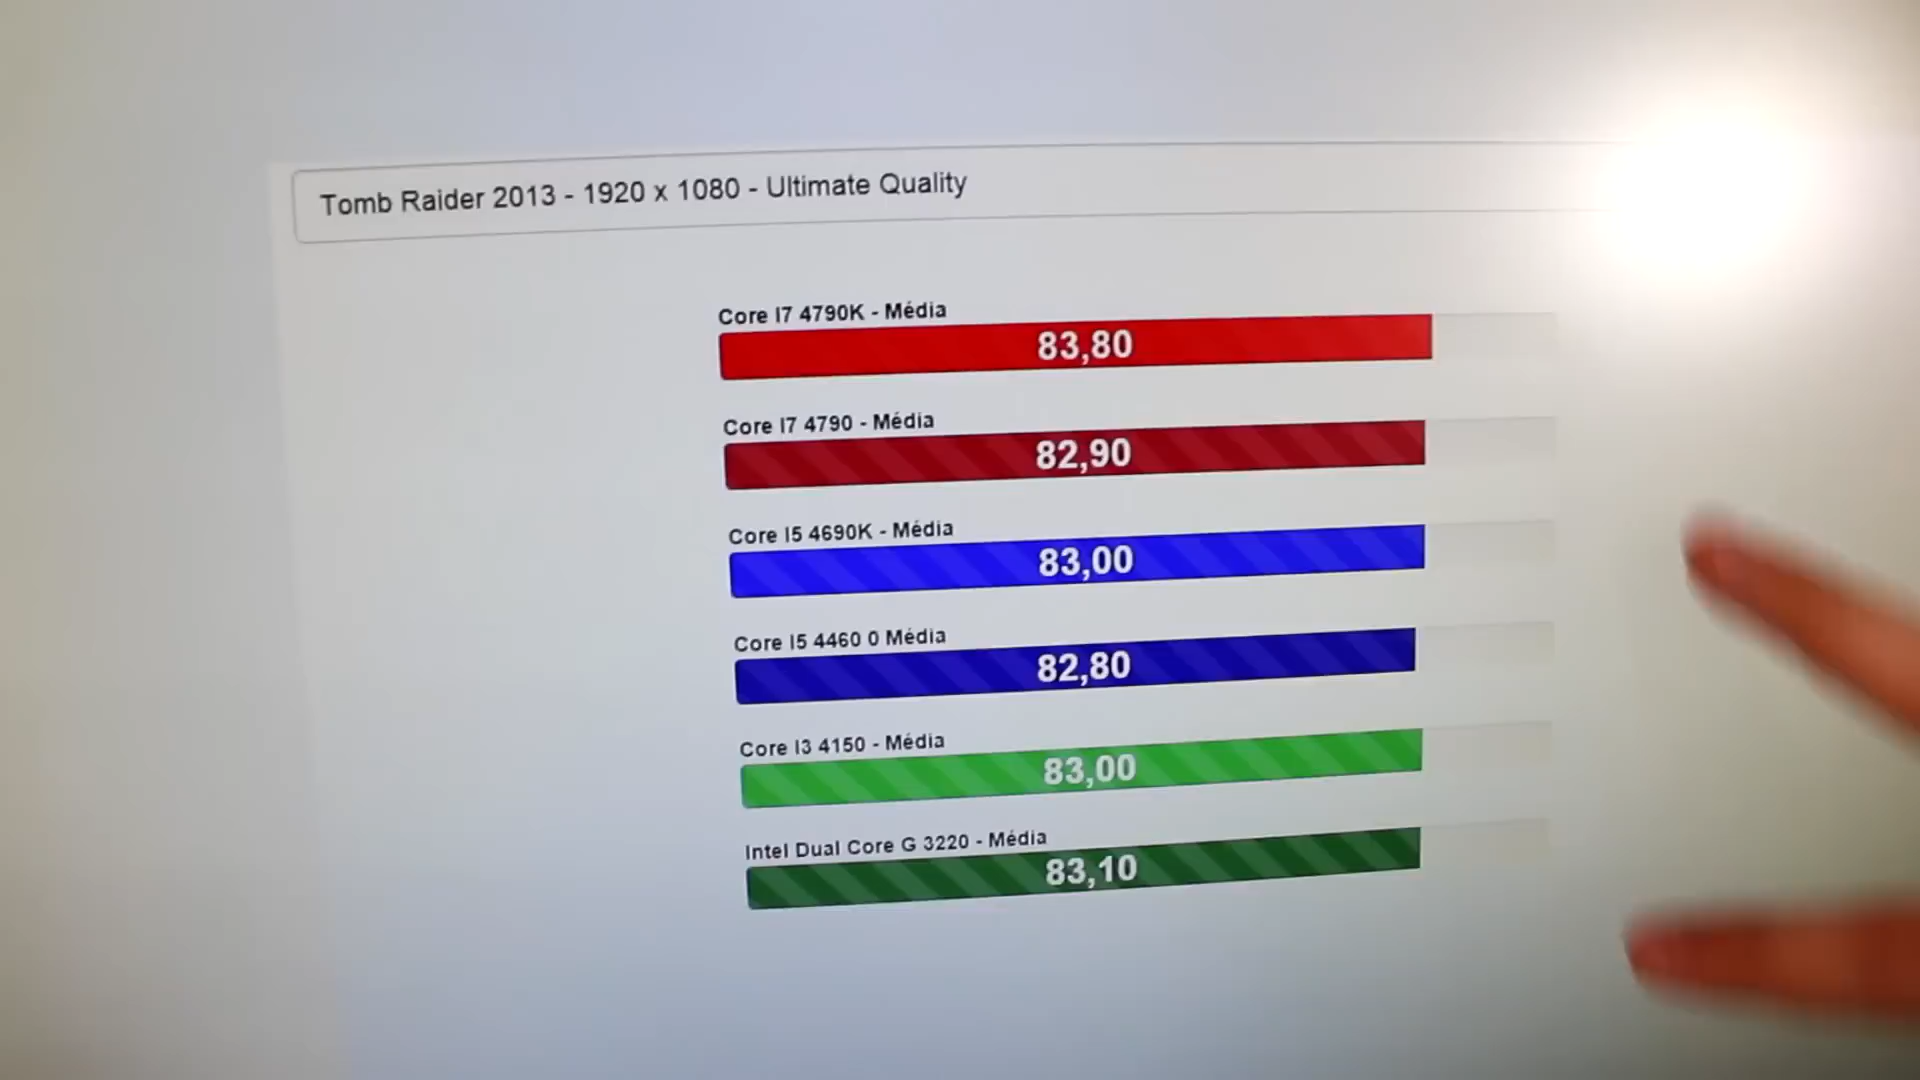 Tomb Raider 2013 - 1920 x 1080 - Ultimate Quality
Core I7 4790K - Média
83,80
Core I7 4790 - Média
82,90
Core I5 4690K - Média
83,00
Core I5 4460 0 Média
82,80
Core I3 4150 - Média
83,00
Intel Dual Core G 3220 - Média
83,10